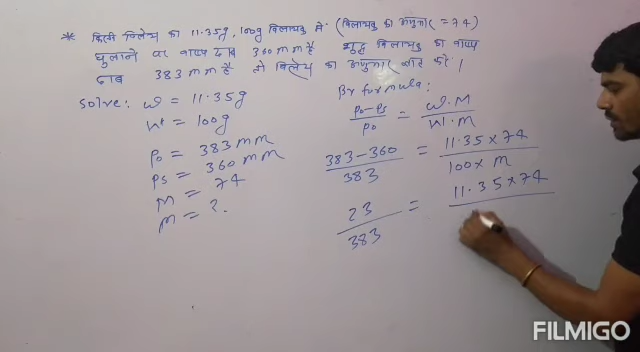 * किसी विलेय का 11.35g, 100g विलायक में (विलायक का अणुभार = 74)
घुलाने पर वाष्प दाब 360 mm है शुद्ध विलायक का वाष्प
दाब 383 mm है तो विलेय का अणुभार ज्ञात करो।
Solve: w = 11.35g
W = 100g
P₀ = 383 mm
Ps = 360 mm
M = 74
m = ?
By formula:
P₀-Ps/P₀ = w.M/W.m
383-360/383 = 11.35 x 74/100 x m
23/383 = 11.35 x 74
FILMIGO